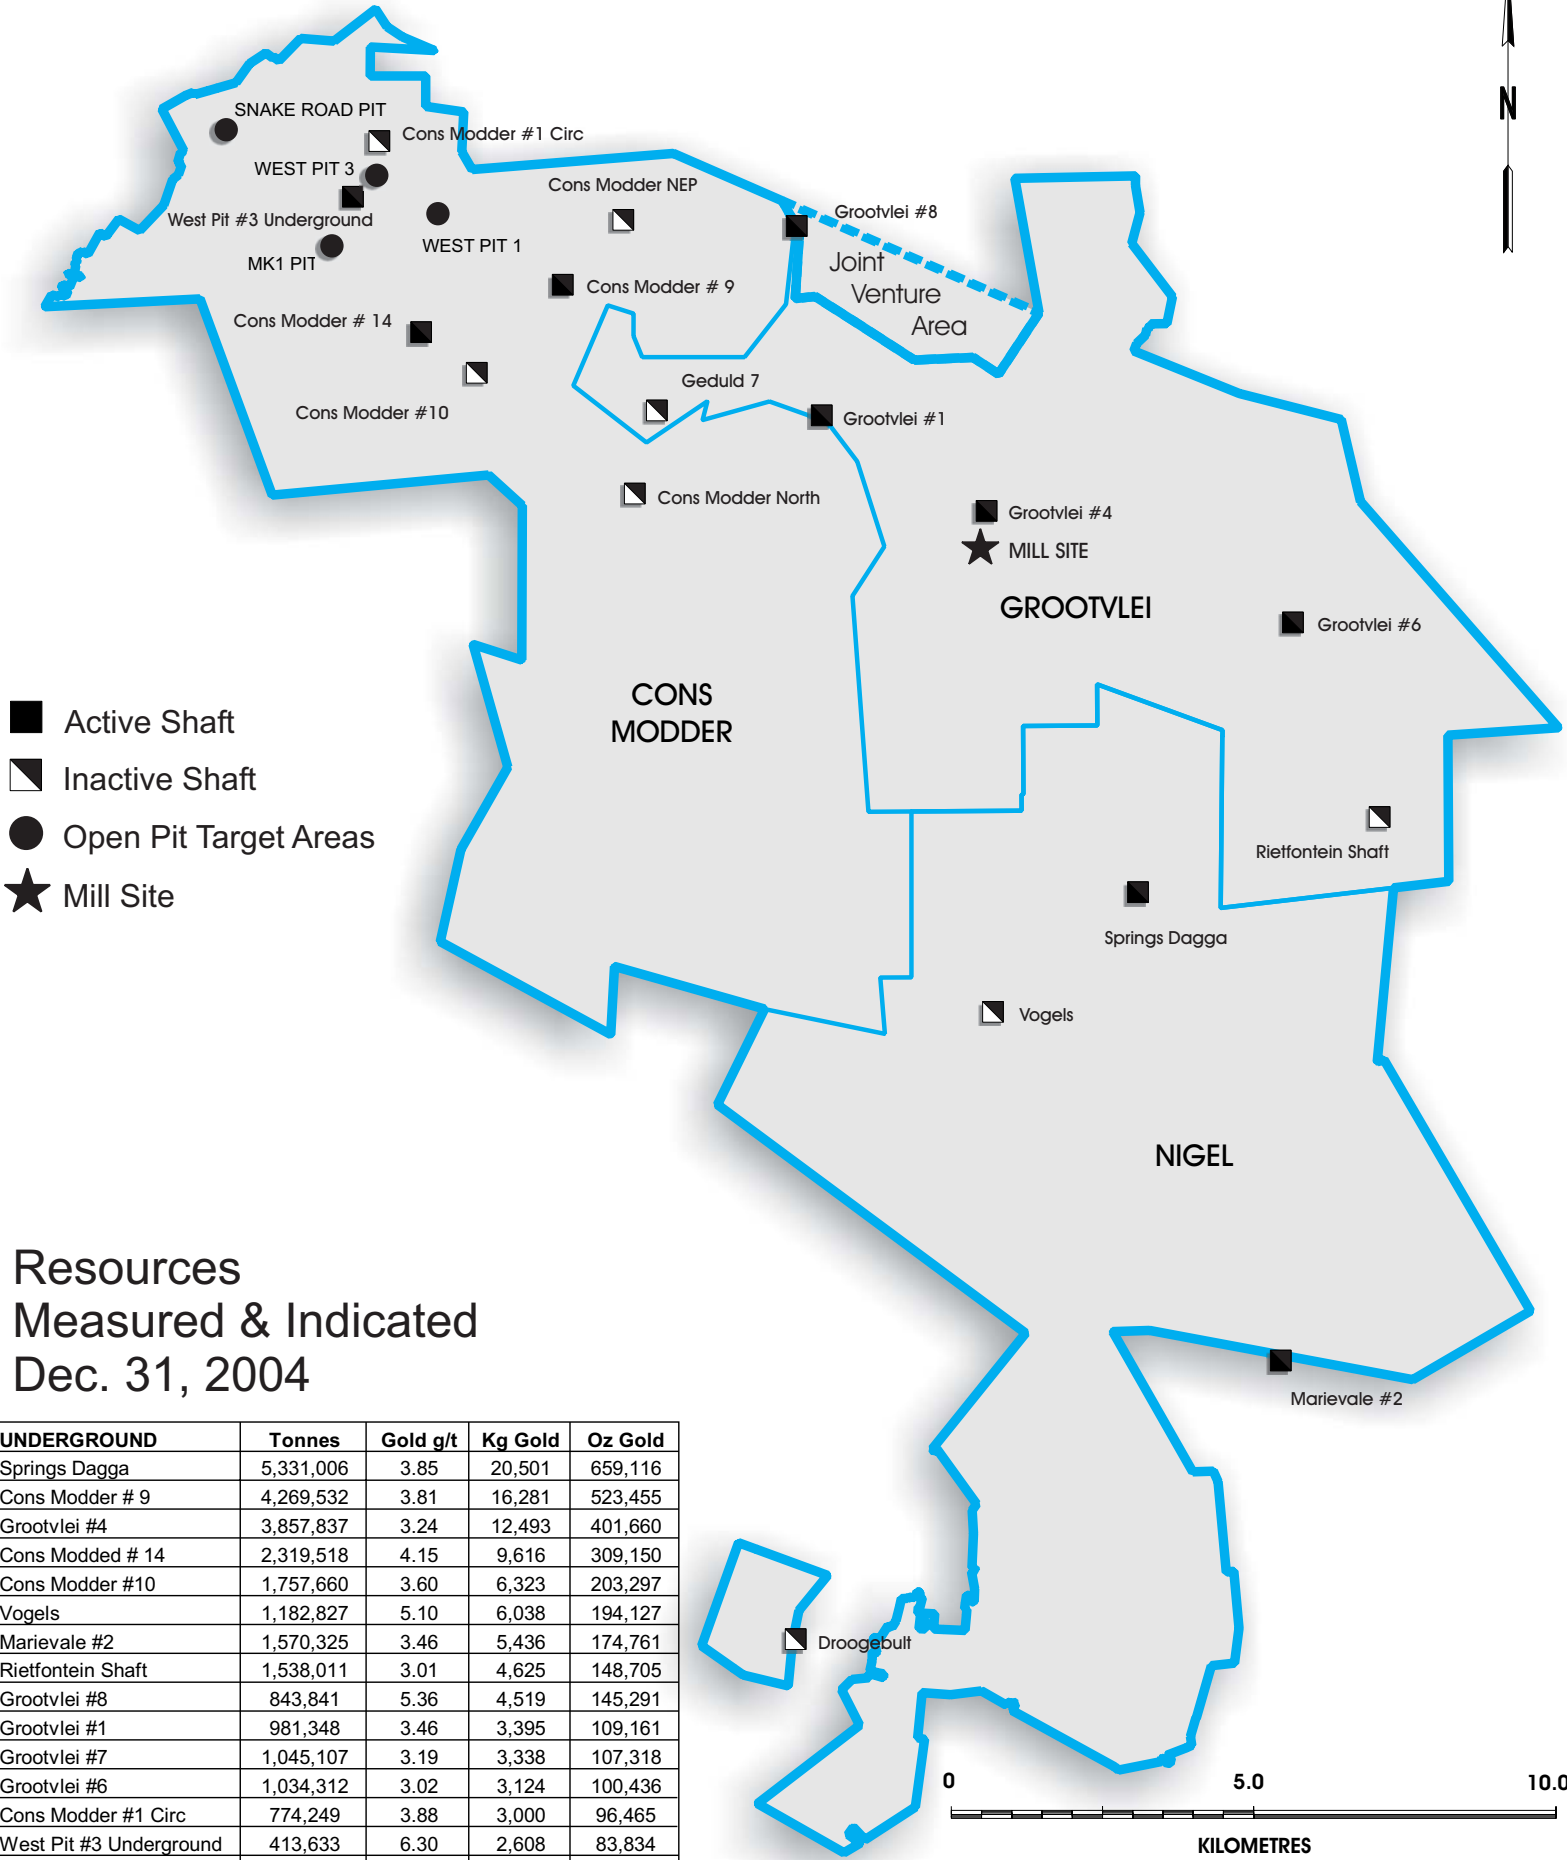 N
SNAKE ROAD PIT
Cons Modder #1 Circ
WEST PIT 3
West Pit #3 Underground
WEST PIT 1
MK1 PIT
Cons Modder NEP
Grootvlei #8
Joint
Venture
Area
Cons Modder # 9
Cons Modder # 14
Cons Modder #10
Geduld 7
Grootvlei #1
Cons Modder North
Grootvlei #4
MILL SITE
GROOTVLEI
Grootvlei #6
CONS
MODDER
Active Shaft
Inactive Shaft
Open Pit Target Areas
Mill Site
Rietfontein Shaft
Springs Dagga
Vogels
NIGEL
Marievale #2
Droogebult
Resources
Measured & Indicated
Dec. 31, 2004
UNDERGROUND Tonnes Gold g/t Kg Gold Oz Gold
Springs Dagga 5,331,006 3.85 20,501 659,116
Cons Modder # 9 4,269,532 3.81 16,281 523,455
Grootvlei #4 3,857,837 3.24 12,493 401,660
Cons Modded # 14 2,319,518 4.15 9,616 309,150
Cons Modder #10 1,757,660 3.60 6,323 203,297
Vogels 1,182,827 5.10 6,038 194,127
Marievale #2 1,570,325 3.46 5,436 174,761
Rietfontein Shaft 1,538,011 3.01 4,625 148,705
Grootvlei #8 843,841 5.36 4,519 145,291
Grootvlei #1 981,348 3.46 3,395 109,161
Grootvlei #7 1,045,107 3.19 3,338 107,318
Grootvlei #6 1,034,312 3.02 3,124 100,436
Cons Modder #1 Circ 774,249 3.88 3,000 96,465
West Pit #3 Underground 413,633 6.30 2,608 83,834
0 5.0 10.0
KILOMETRES